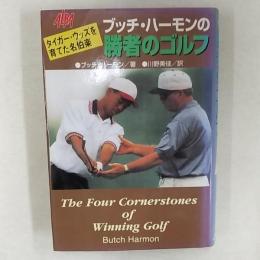 ALBA
タイガー・ウッズを
育てた名伯楽
ブッチ・ハーモンの
勝者のゴルフ
●ブッチ・ハーモン/著 ●川野美佳/訳
The Four Cornerstones
of
Winning Golf
Butch Harmon